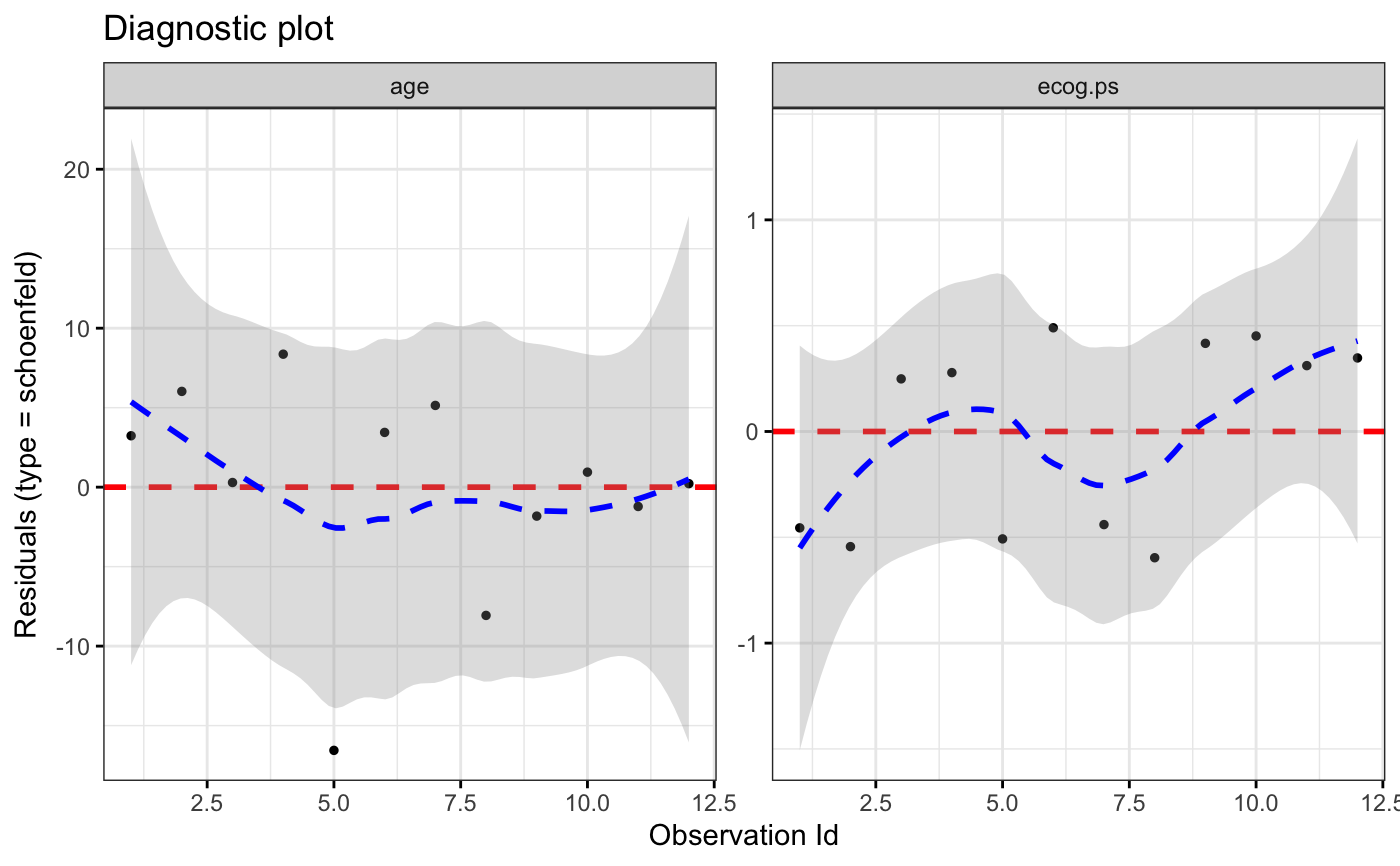 Diagnostic plot
age
ecog.ps
Residuals (type = schoenfeld)
20
10
0
-10
1
0
-1
2.5 5.0 7.5 10.0 12.5
2.5 5.0 7.5 10.0 12.5
Observation Id